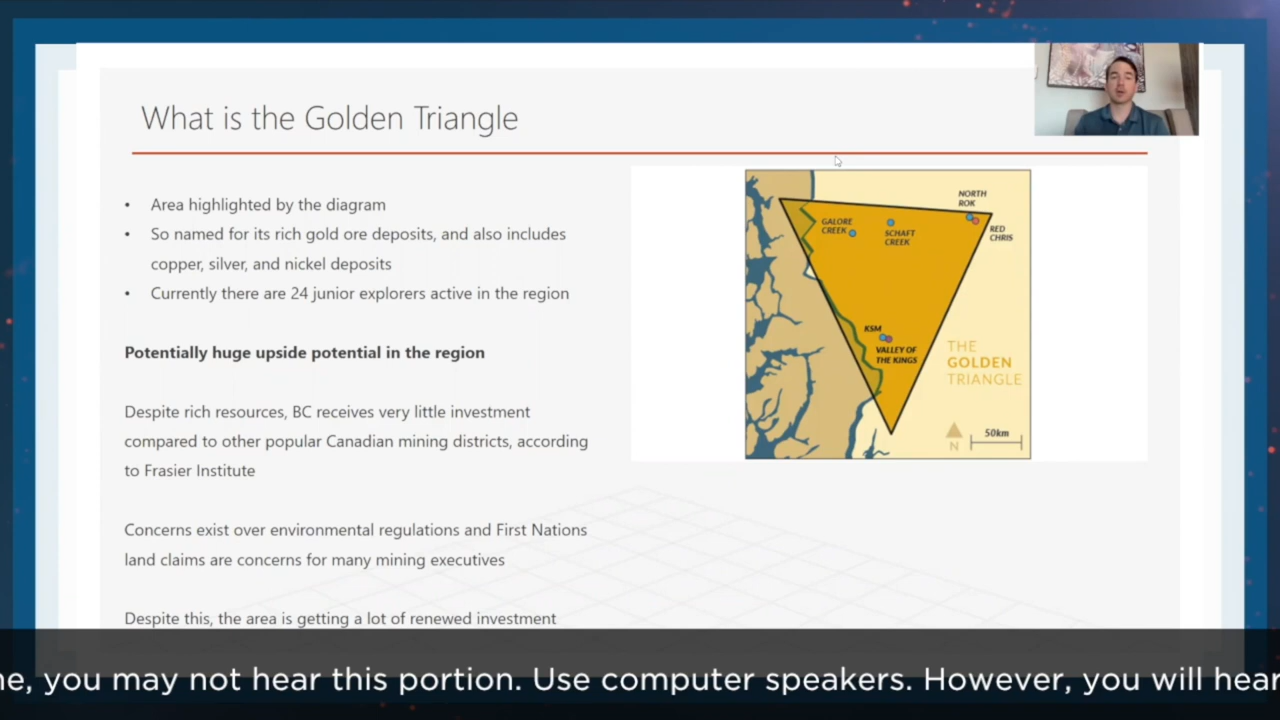 What is the Golden Triangle
• Area highlighted by the diagram
• So named for its rich gold ore deposits, and also includes
copper, silver, and nickel deposits
• Currently there are 24 junior explorers active in the region
Potentially huge upside potential in the region
Despite rich resources, BC receives very little investment
compared to other popular Canadian mining districts, according
to Frasier Institute
Concerns exist over environmental regulations and First Nations
land claims are concerns for many mining executives
Despite this, the area is getting a lot of renewed investment
NORTH
ROK
GALORE
CREEK
SCHAFT
CREEK
RED
CHRIS
KSM
VALLEY OF
THE KINGS
THE
GOLDEN
TRIANGLE
N
50km
ne, you may not hear this portion. Use computer speakers. However, you will hear